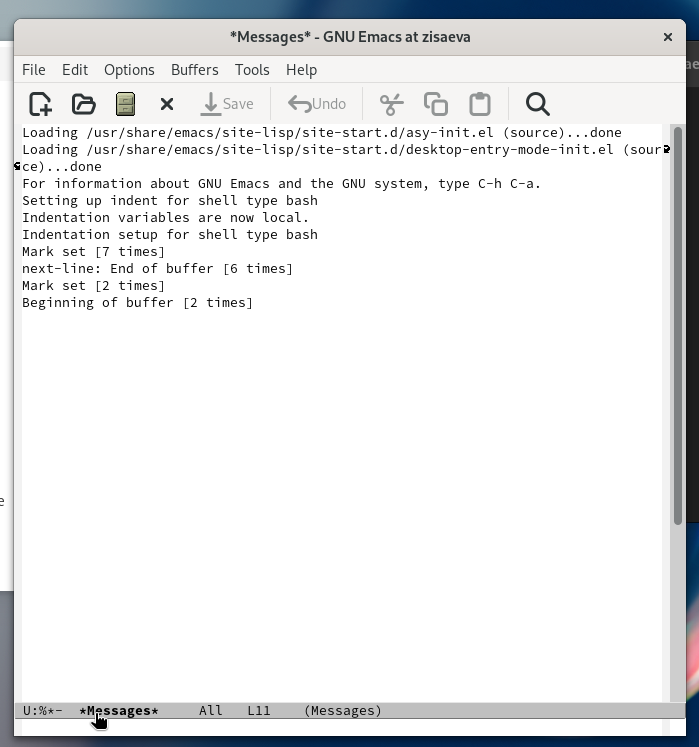 *Messages* - GNU Emacs at zisaeva
File Edit Options Buffers Tools Help
Save Undo
Loading /usr/share/emacs/site-lisp/site-start.d/asy-init.el (source)...done
Loading /usr/share/emacs/site-lisp/site-start.d/desktop-entry-mode-init.el (sour
ce)...done
For information about GNU Emacs and the GNU system, type C-h C-a.
Setting up indent for shell type bash
Indentation variables are now local.
Indentation setup for shell type bash
Mark set [7 times]
next-line: End of buffer [6 times]
Mark set [2 times]
Beginning of buffer [2 times]
U:%*- *Messages* All L11 (Messages)